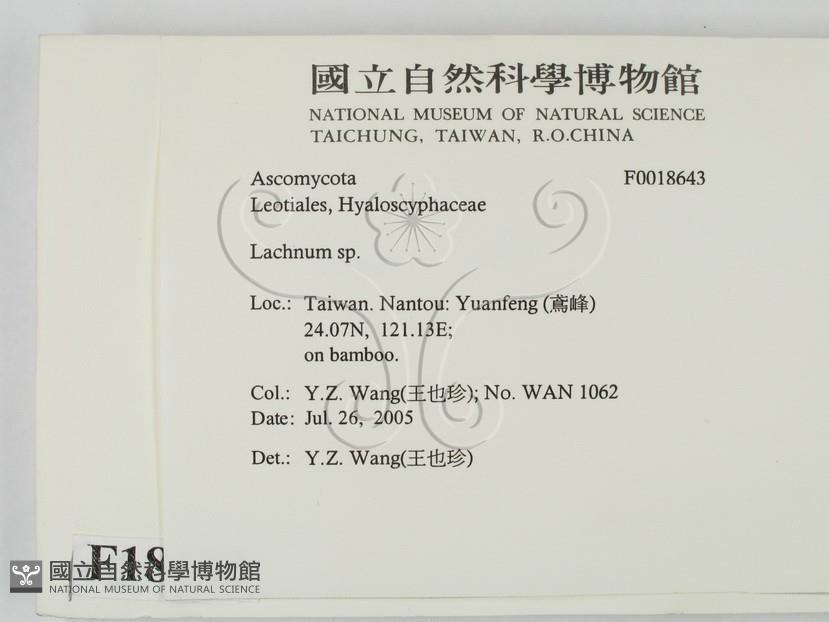 國立自然科學博物館
NATIONAL MUSEUM OF NATURAL SCIENCE
TAICHUNG, TAIWAN, R.O.CHINA
Ascomycota F0018643
Leotiales, Hyaloscyphaceae
Lachnum sp.
Loc.: Taiwan. Nantou: Yuanfeng (鳶峰)
24.07N, 121.13E;
on bamboo.
Col.: Y.Z. Wang(王也珍); No. WAN 1062
Date: Jul. 26, 2005
Det.: Y.Z. Wang(王也珍)
F18
國立自然科學博物館
NATIONAL MUSEUM OF NATURAL SCIENCE